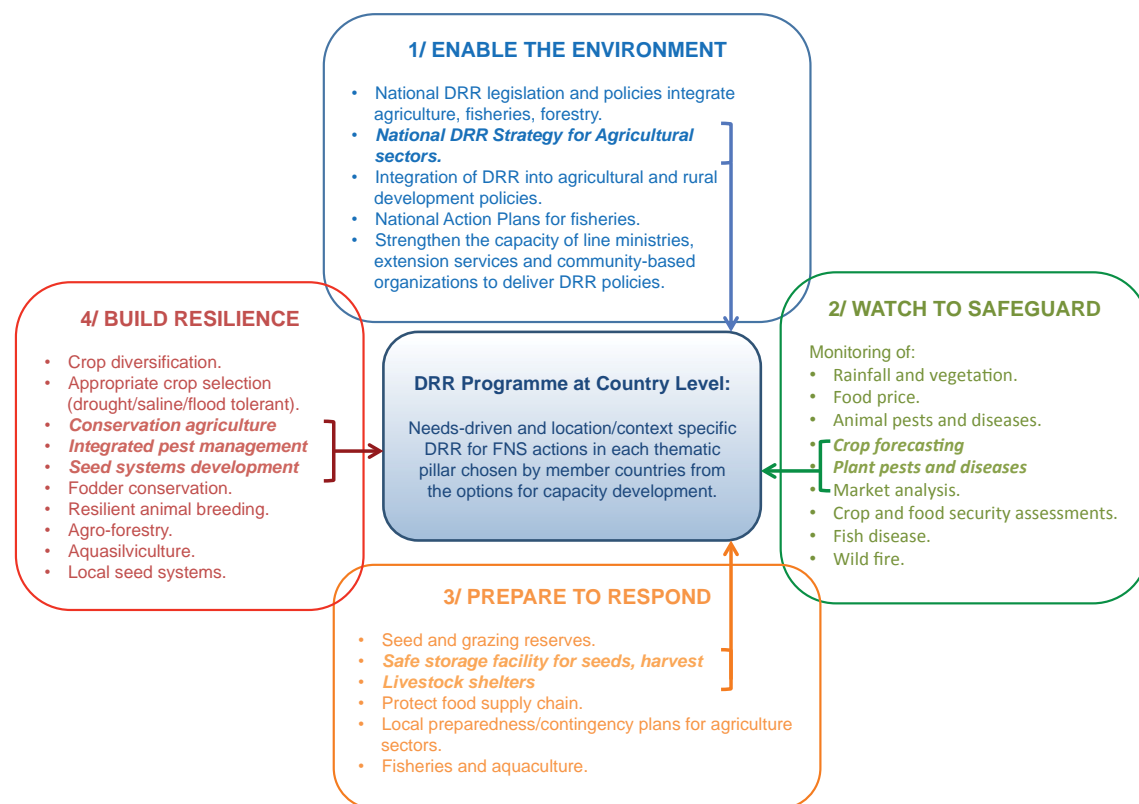 1/ ENABLE THE ENVIRONMENT
• National DRR legislation and policies integrate
agriculture, fisheries, forestry.
• National DRR Strategy for Agricultural
sectors.
• Integration of DRR into agricultural and rural
development policies.
• National Action Plans for fisheries.
• Strengthen the capacity of line ministries,
extension services and community-based
organizations to deliver DRR policies.
4/ BUILD RESILIENCE
• Crop diversification.
• Appropriate crop selection
(drought/saline/flood tolerant).
• Conservation agriculture
• Integrated pest management
• Seed systems development
• Fodder conservation.
• Resilient animal breeding.
• Agro-forestry.
• Aquasilviculture.
• Local seed systems.
DRR Programme at Country Level:
Needs-driven and location/context specific
DRR for FNS actions in each thematic
pillar chosen by member countries from
the options for capacity development.
2/ WATCH TO SAFEGUARD
Monitoring of:
• Rainfall and vegetation.
• Food price.
• Animal pests and diseases.
• Crop forecasting
• Plant pests and diseases
• Market analysis.
• Crop and food security assessments.
• Fish disease.
• Wild fire.
3/ PREPARE TO RESPOND
• Seed and grazing reserves.
• Safe storage facility for seeds, harvest
• Livestock shelters
• Protect food supply chain.
• Local preparedness/contingency plans for agriculture
sectors.
• Fisheries and aquaculture.